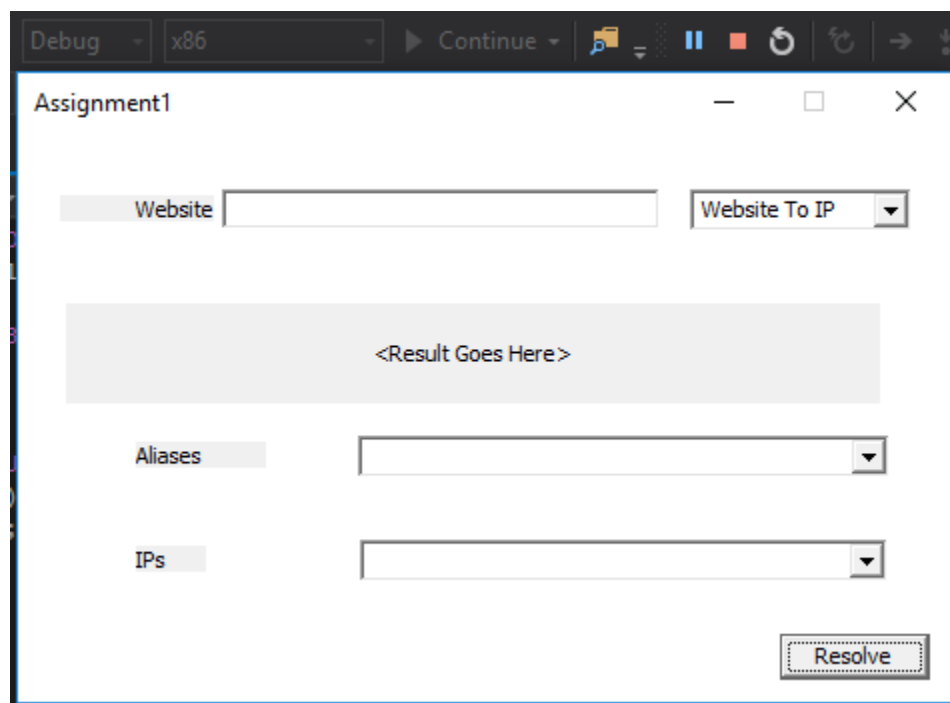 Debug x86 Continue
Assignment1
Website Website To IP
<Result Goes Here>
Aliases
IPs
Resolve